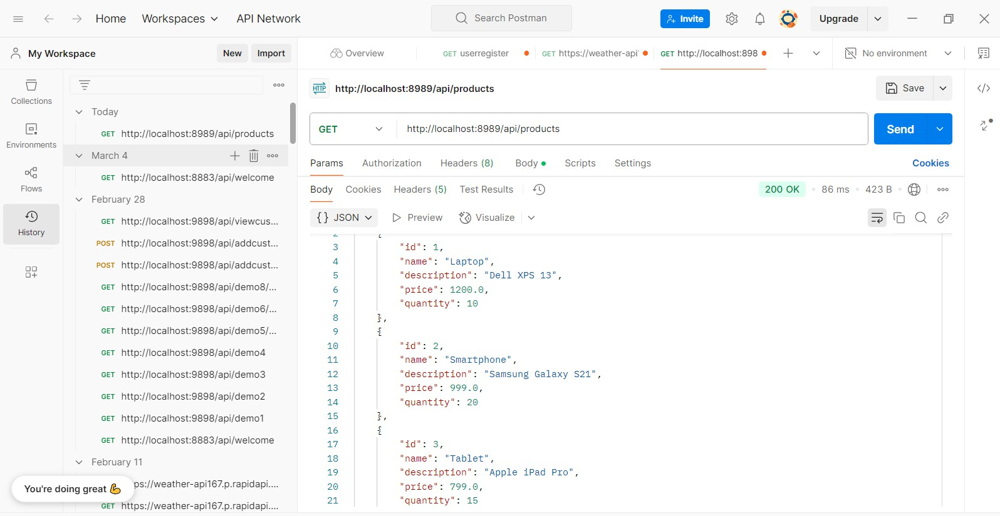 Home
Workspaces
API Network
Search Postman
Invite
Upgrade
My Workspace
New
Import
Overview
GET userregister
GET https://weather-api
GET http://localhost:898
No environment
Collections
Environments
Flows
History
Today
GET http://localhost:8989/api/products
March 4
GET http://localhost:8883/api/welcome
February 28
GET http://localhost:9898/api/viewcus...
POST http://localhost:9898/api/addcust...
POST http://localhost:9898/api/addcust...
GET http://localhost:9898/api/demo8/...
GET http://localhost:9898/api/demo6/...
GET http://localhost:9898/api/demo5/...
GET http://localhost:9898/api/demo4
GET http://localhost:9898/api/demo3
GET http://localhost:9898/api/demo2
GET http://localhost:9898/api/demo1
GET http://localhost:8883/api/welcome
February 11
ps://weather-api167.p.rapidapi....
GET https://weather-api167.p.rapidapi....
You're doing great 💪
HTTP
http://localhost:8989/api/products
Save
GET
http://localhost:8989/api/products
Send
Params
Authorization
Headers (8)
Body
Scripts
Settings
Cookies
Body
Cookies
Headers (5)
Test Results
200 OK
86 ms
423 B
{} JSON
Preview
Visualize
2 {
3 "id": 1,
4 "name": "Laptop",
5 "description": "Dell XPS 13",
6 "price": 1200.0,
7 "quantity": 10
8 },
9 {
10 "id": 2,
11 "name": "Smartphone",
12 "description": "Samsung Galaxy S21",
13 "price": 999.0,
14 "quantity": 20
15 },
16 {
17 "id": 3,
18 "name": "Tablet",
19 "description": "Apple iPad Pro",
20 "price": 799.0,
21 "quantity": 15